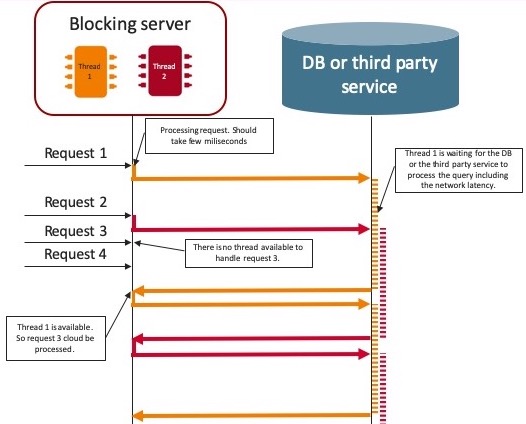 Blocking server
Thread
1
Thread
2
DB or third party
service
Processing request. Should
take few miliseconds
Request 1
Thread 1 is waiting for the DB
or the third party service to
process the query including
the network latency.
Request 2
Request 3
There is no thread available to
handle request 3.
Request 4
Thread 1 is available.
So request 3 cloud be
processed.